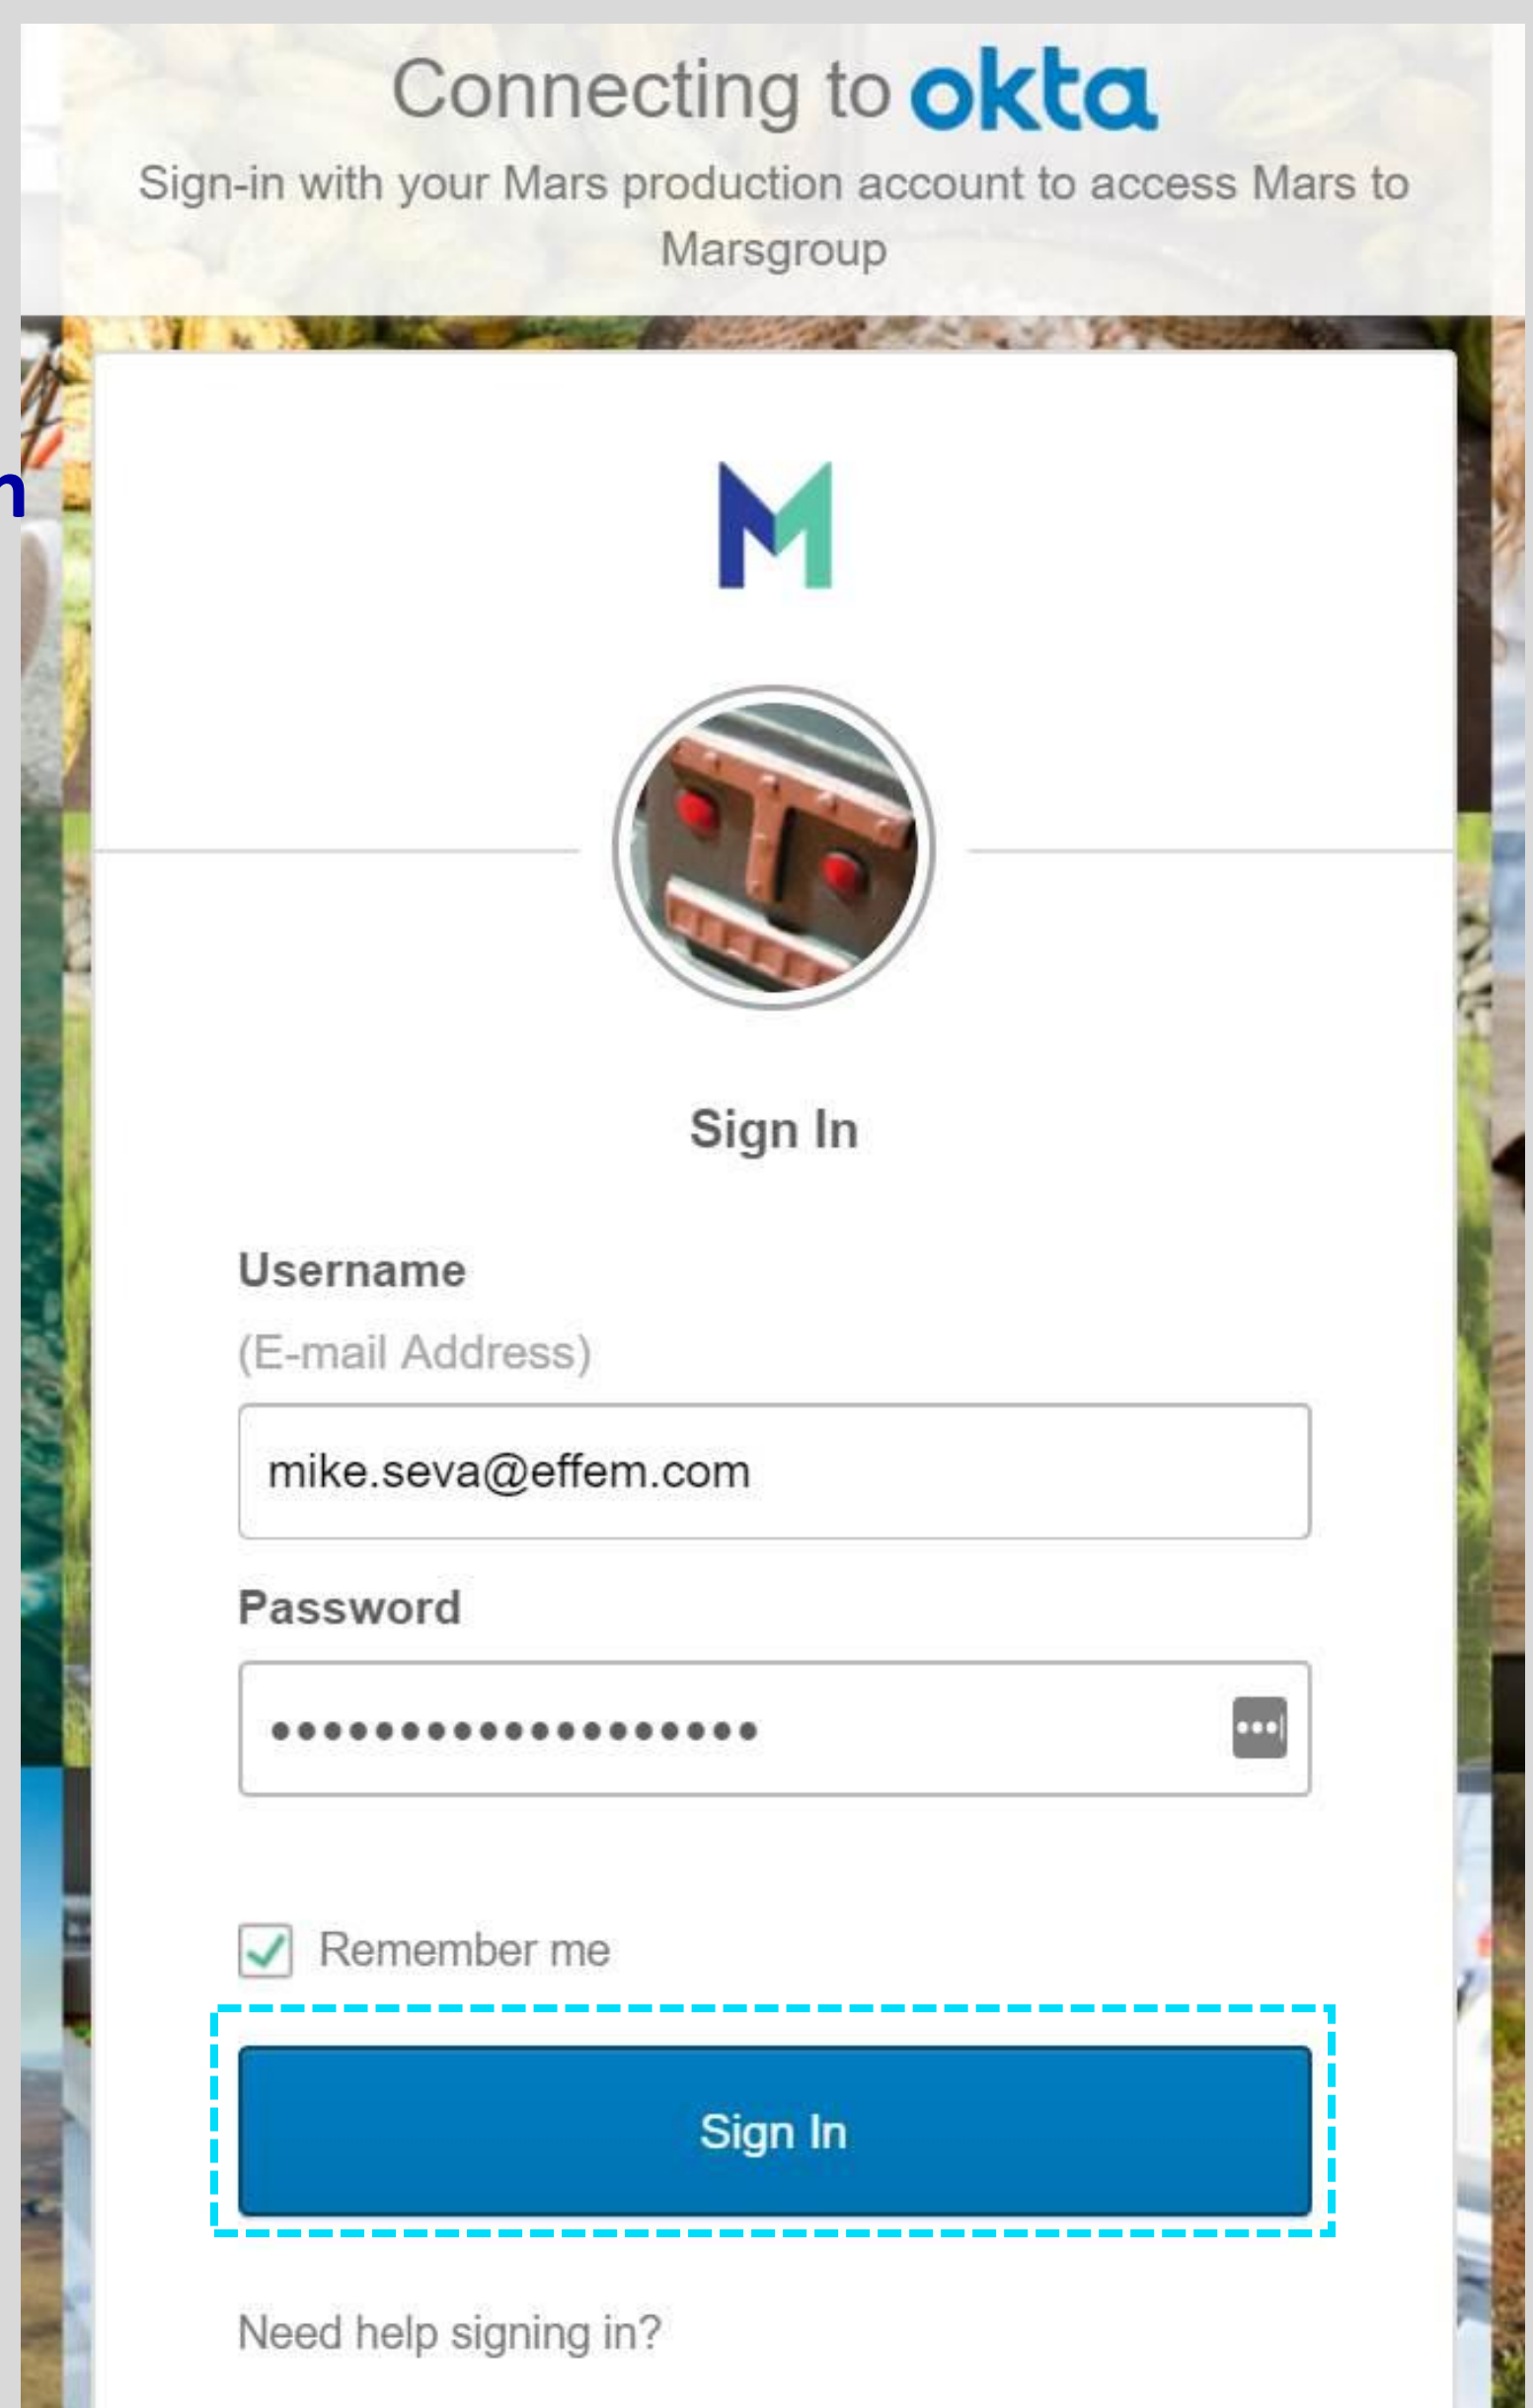 Connecting to okta
Sign-in with your Mars production account to access Mars to
Marsgroup
n
M
Sign In
Username
(E-mail Address)
mike.seva@effem.com
Password
•••••••••••••••••••
Remember me
Sign In
Need help signing in?